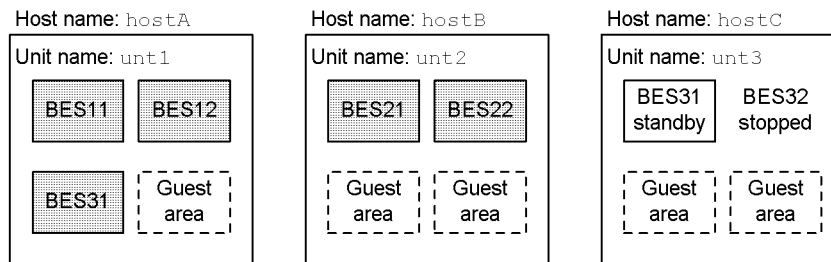 Host name: hostA
Unit name: unt1
BES11
BES12
BES31
Guest
area
Host name: hostB
Unit name: unt2
BES21
BES22
Guest
area
Guest
area
Host name: hostC
Unit name: unt3
BES31
standby
BES32
stopped
Guest
area
Guest
area